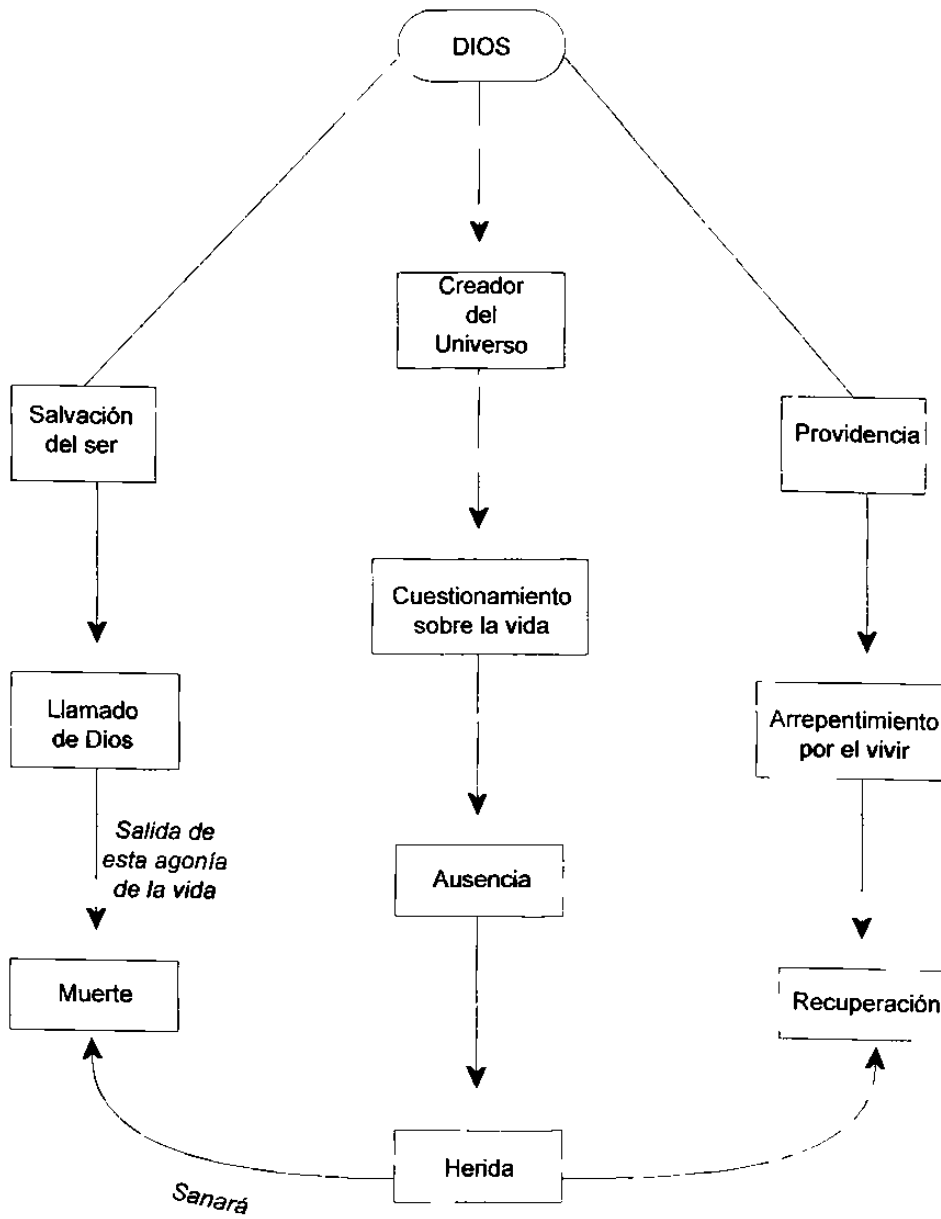 DIOS
Creador
del
Universo
Salvación
del ser
Providencia
Cuestionamiento
sobre la vida
Llamado
de Dios
Arrepentimiento
por el vivir
Salida de
esta agonía
de la vida
Ausencia
Muerte
Recuperación
Herida
Sanará